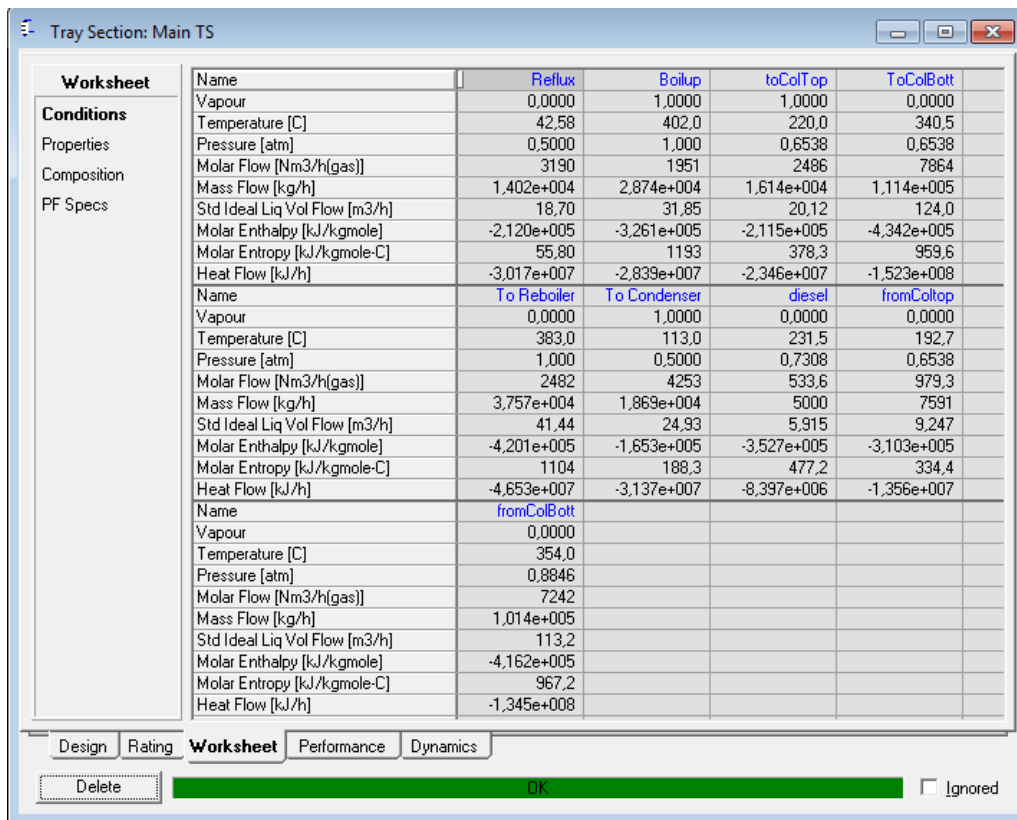 Tray Section: Main TS
Worksheet
Conditions
Properties
Composition
PF Specs
Name Reflux Boilup toColTop ToColBott
Vapour 0,0000 1,0000 1,0000 0,0000
Temperature [C] 42,58 402,0 220,0 340,5
Pressure [atm] 0,5000 1,000 0,6538 0,6538
Molar Flow [Nm3/h(gas)] 3190 1951 2486 7864
Mass Flow [kg/h] 1,402e+004 2,874e+004 1,614e+004 1,114e+005
Std Ideal Liq Vol Flow [m3/h] 18,70 31,85 20,12 124,0
Molar Enthalpy [kJ/kgmole] -2,120e+005 -3,261e+005 -2,115e+005 -4,342e+005
Molar Entropy [kJ/kgmole-C] 55,80 1193 378,3 959,6
Heat Flow [kJ/h] -3,017e+007 -2,839e+007 -2,346e+007 -1,523e+008
Name To Reboiler To Condenser diesel fromColtop
Vapour 0,0000 1,0000 0,0000 0,0000
Temperature [C] 383,0 113,0 231,5 192,7
Pressure [atm] 1,000 0,5000 0,7308 0,6538
Molar Flow [Nm3/h(gas)] 2482 4253 533,6 979,3
Mass Flow [kg/h] 3,757e+004 1,869e+004 5000 7591
Std Ideal Liq Vol Flow [m3/h] 41,44 24,93 5,915 9,247
Molar Enthalpy [kJ/kgmole] -4,201e+005 -1,653e+005 -3,527e+005 -3,103e+005
Molar Entropy [kJ/kgmole-C] 1104 188,3 477,2 334,4
Heat Flow [kJ/h] -4,653e+007 -3,137e+007 -8,397e+006 -1,356e+007
Name fromColBott
Vapour 0,0000
Temperature [C] 354,0
Pressure [atm] 0,8846
Molar Flow [Nm3/h(gas)] 7242
Mass Flow [kg/h] 1,014e+005
Std Ideal Liq Vol Flow [m3/h] 113,2
Molar Enthalpy [kJ/kgmole] -4,162e+005
Molar Entropy [kJ/kgmole-C] 967,2
Heat Flow [kJ/h] -1,345e+008
Design Rating Worksheet Performance Dynamics
Delete OK Ignored